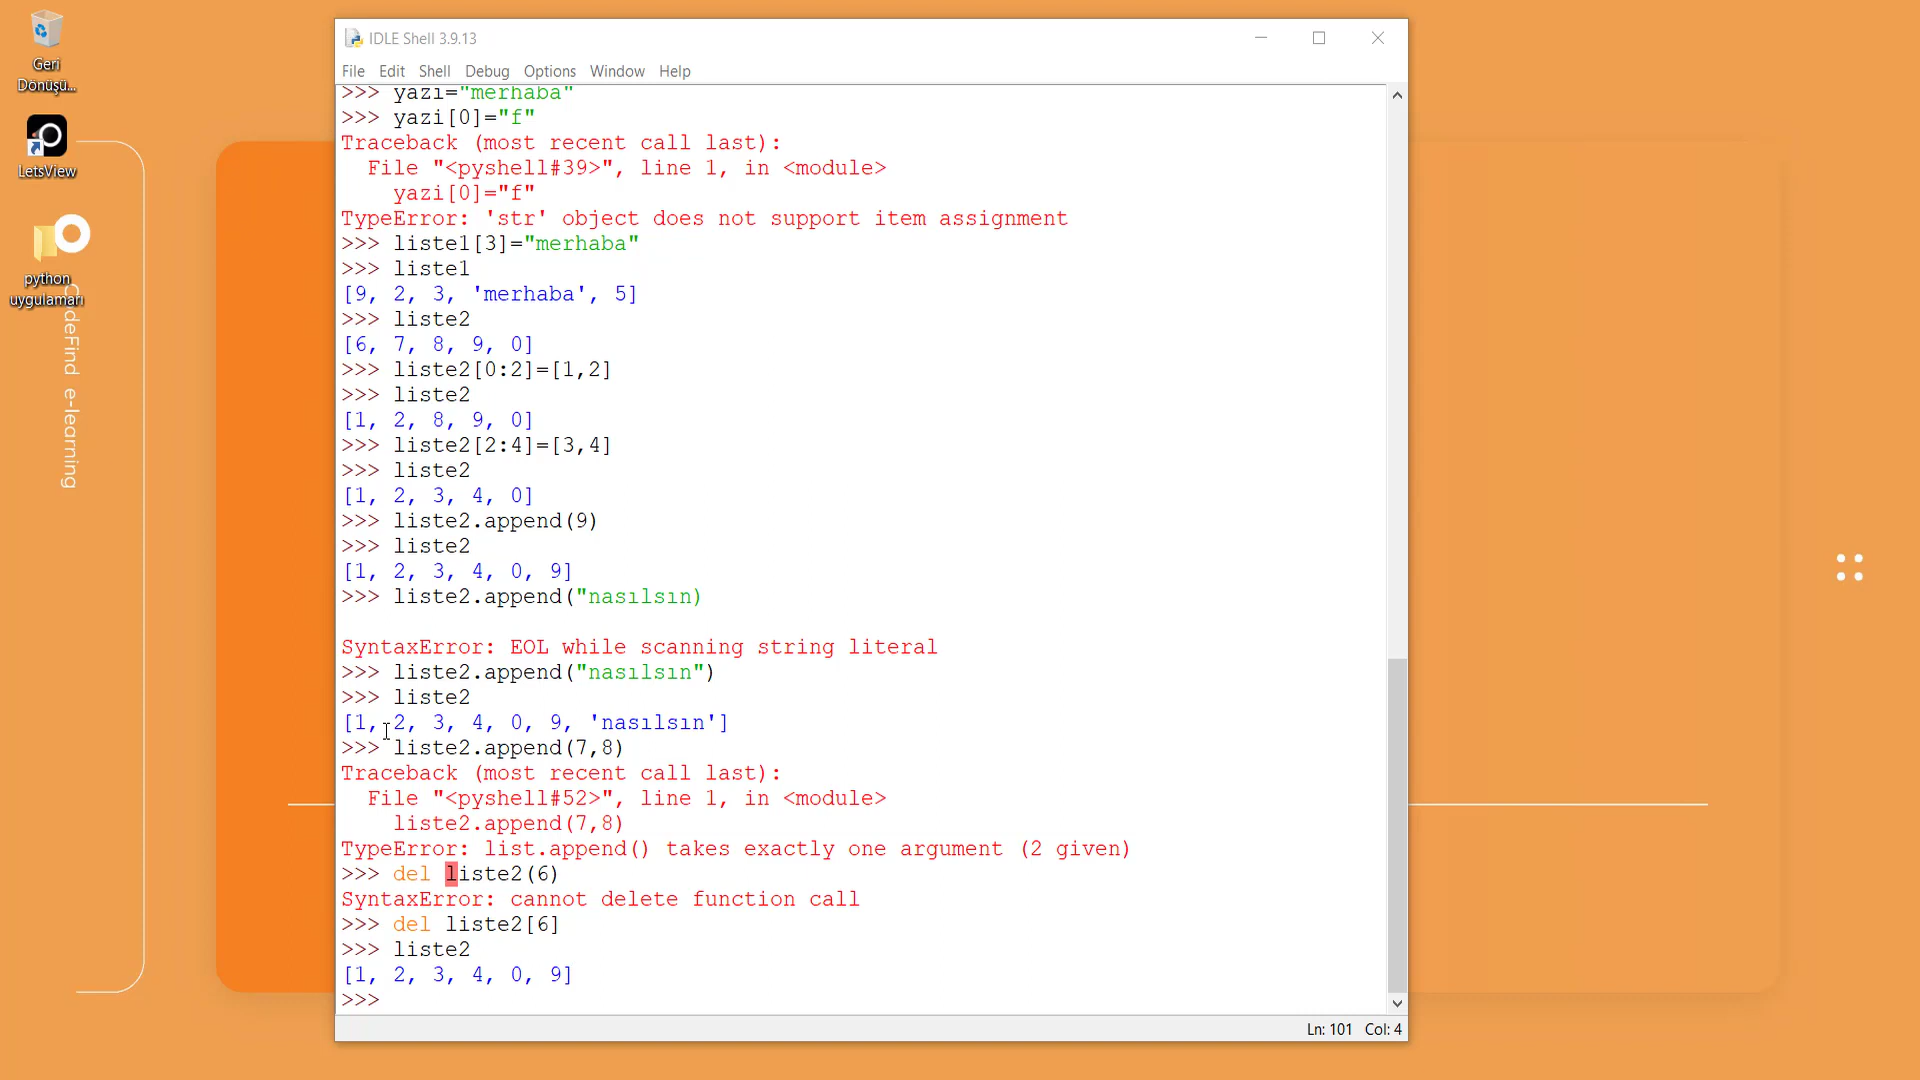 Geri
Dönüşü...
LetsView
python
uygulamaları
deFind e-learning
IDLE Shell 3.9.13
File Edit Shell Debug Options Window Help
>>> yazı="merhaba"
>>> yazi[0]="f"
Traceback (most recent call last):
  File "<pyshell#39>", line 1, in <module>
    yazi[0]="f"
TypeError: 'str' object does not support item assignment
>>> liste1[3]="merhaba"
>>> liste1
[9, 2, 3, 'merhaba', 5]
>>> liste2
[6, 7, 8, 9, 0]
>>> liste2[0:2]=[1,2]
>>> liste2
[1, 2, 8, 9, 0]
>>> liste2[2:4]=[3,4]
>>> liste2
[1, 2, 3, 4, 0]
>>> liste2.append(9)
>>> liste2
[1, 2, 3, 4, 0, 9]
>>> liste2.append("nasılsın)
SyntaxError: EOL while scanning string literal
>>> liste2.append("nasılsın")
>>> liste2
[1, 2, 3, 4, 0, 9, 'nasılsın']
>>> liste2.append(7,8)
Traceback (most recent call last):
  File "<pyshell#52>", line 1, in <module>
    liste2.append(7,8)
TypeError: list.append() takes exactly one argument (2 given)
>>> del liste2(6)
SyntaxError: cannot delete function call
>>> del liste2[6]
>>> liste2
[1, 2, 3, 4, 0, 9]
>>>
Ln: 101 Col: 4